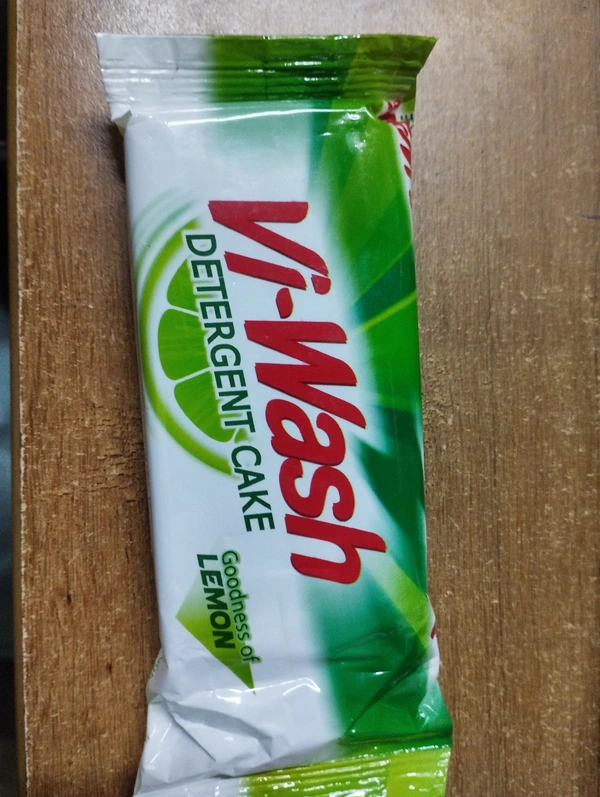 Vi-Wash
DETERGENT CAKE
Goodness of
LEMON